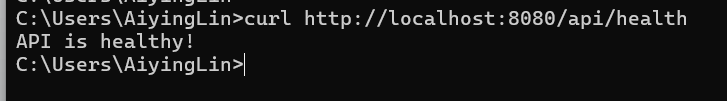 C:\Users\AiyingLin>curl http://localhost:8080/api/health
API is healthy!
C:\Users\AiyingLin>